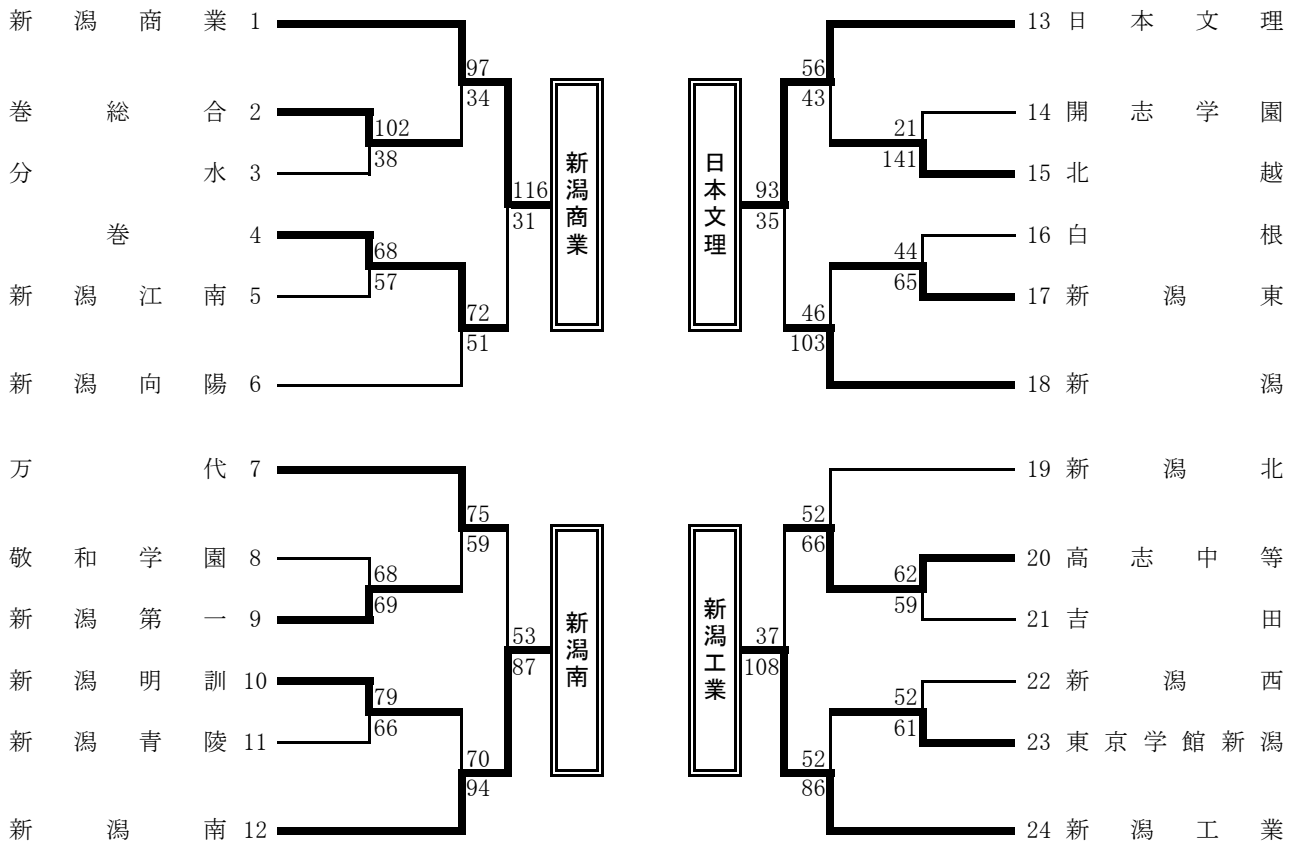 新潟商業 1
97
34
巻総合 2
102
38
分水 3
116
31
新潟商業
巻 4
68
57
新潟江南 5
72
51
新潟向陽 6
万代 7
75
59
敬和学園 8
68
69
新潟第一 9
53
87
新潟南
新潟明訓 10
79
66
新潟青陵 11
70
94
新潟南 12
13 日本文理
56
43
14 開志学園
21
141
15 北越
日本文理
93
35
16 白根
44
65
17 新潟東
46
103
18 新潟
19 新潟北
52
66
20 高志中等
62
59
21 吉田
新潟工業
37
108
22 新潟西
52
61
23 東京学館新潟
52
86
24 新潟工業